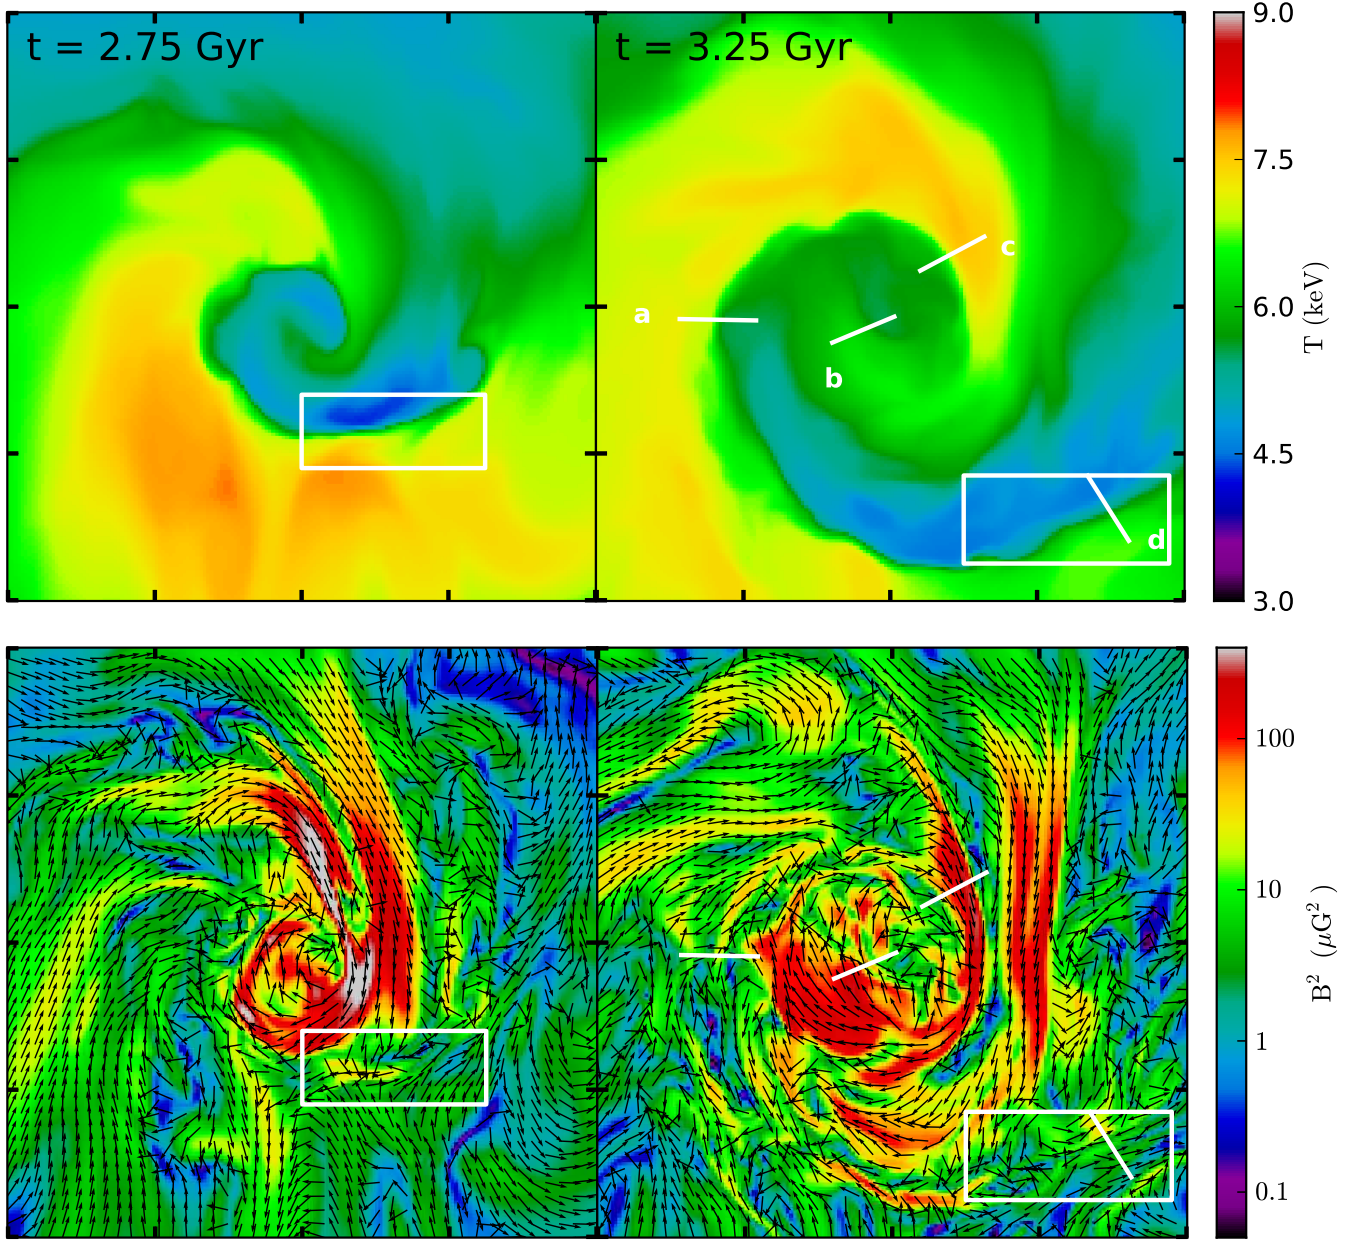 t = 2.75 Gyr
t = 3.25 Gyr
a
b
c
d
9.0
7.5
6.0
4.5
3.0
T (keV)
100
10
1
0.1
B² (μG²)